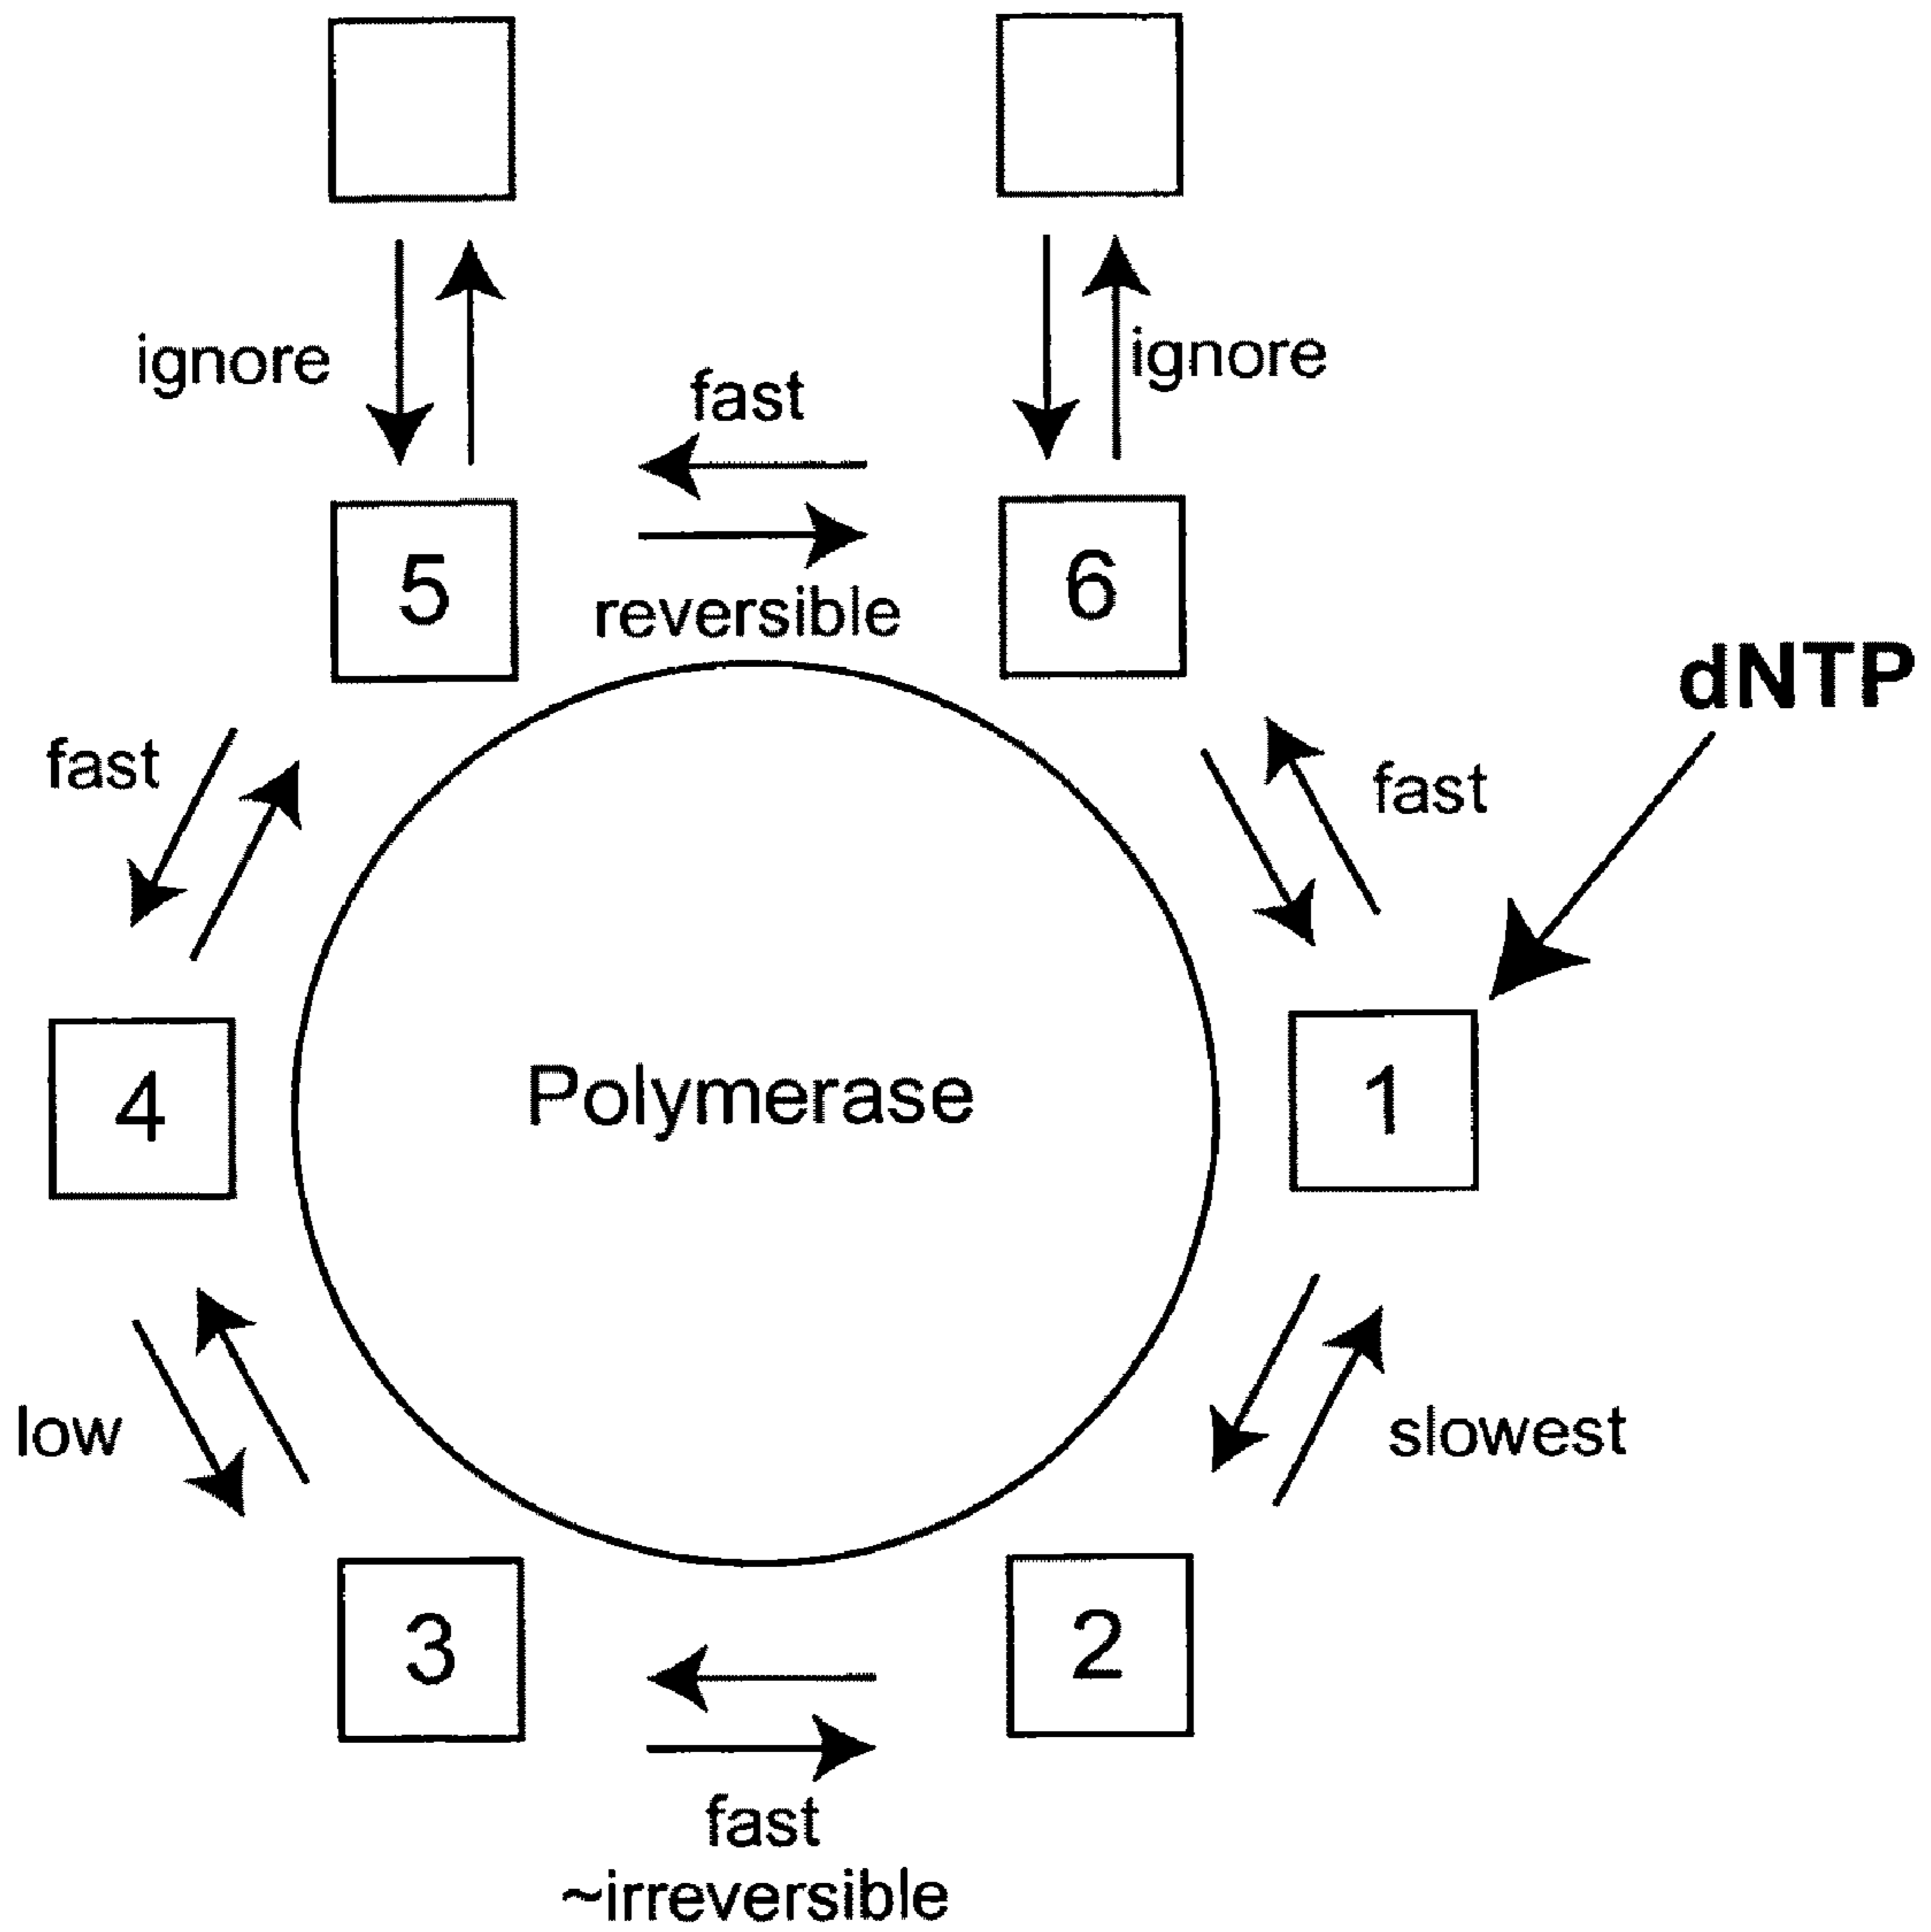 ignore
ignore
fast
5
reversible
6
dNTP
fast
fast
4
Polymerase
1
low
slowest
3
2
fast
~irreversible